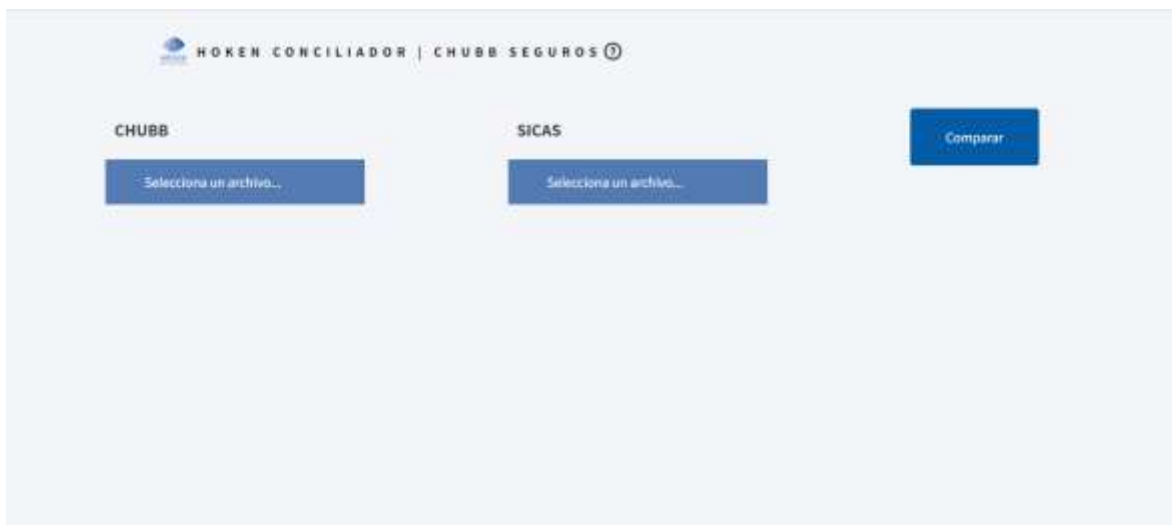 HOKEN CONCILIADOR | CHUBB SEGUROS ?
CHUBB
SICAS
Comparar
Selecciona un archivo...
Selecciona un archivo...